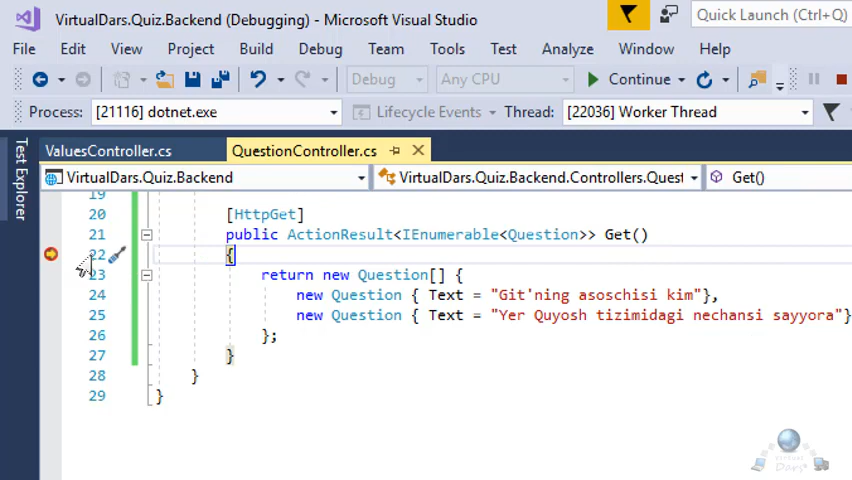 VirtualDars.Quiz.Backend (Debugging) - Microsoft Visual Studio
Quick Launch (Ctrl+Q)
File Edit View Project Build Debug Team Tools Test Analyze Window Help
Debug Any CPU Continue
Process: [21116] dotnet.exe Lifecycle Events Thread: [22036] Worker Thread
Test Explorer
ValuesController.cs QuestionController.cs
VirtualDars.Quiz.Backend VirtualDars.Quiz.Backend.Controllers.Quest Get()
19
20 [HttpGet]
21 public ActionResult<IEnumerable<Question>> Get()
22 {
23 return new Question[] {
24 new Question { Text = "Git'ning asoschisi kim"},
25 new Question { Text = "Yer Quyosh tizimidagi nechansi sayyora"}
26 };
27 }
28 }
29 }
Virtual
Dars